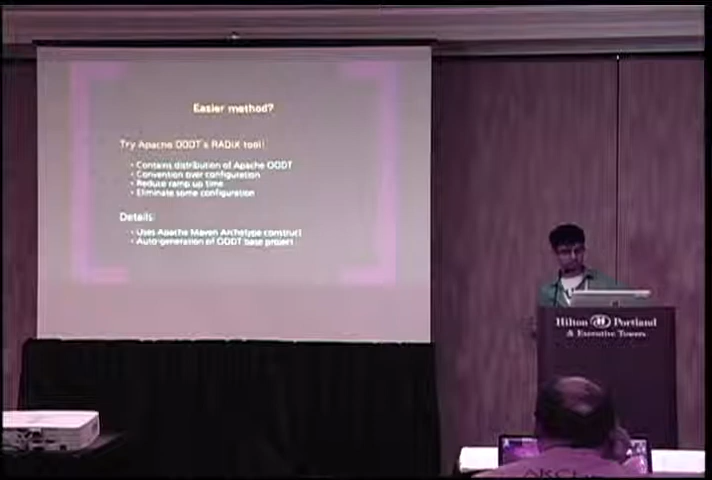 Easier method?
Try Apache OODT's RADiX tool!
• Contains distribution of Apache OODT
• Convention over configuration
• Reduce ramp up time
• Eliminate some configuration
Details:
• Uses Apache Maven Archetype construct
• Auto-generation of OODT base project
Hilton H Portland
& Executive Towers